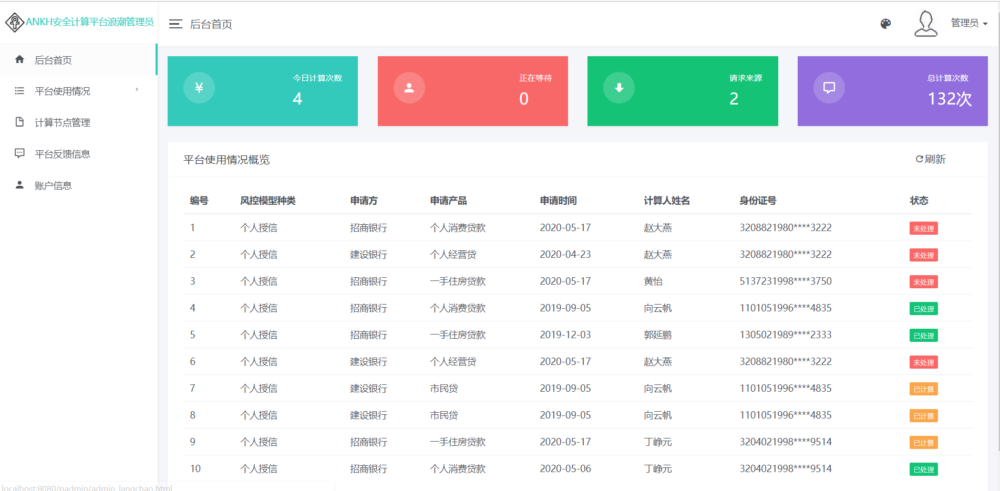 ANKH安全计算平台浪潮管理员
后台首页
管理员
后台首页
平台使用情况
计算节点管理
平台反馈信息
账户信息
¥
今日计算次数
4
正在等待
0
请求来源
2
总计算次数
132次
平台使用情况概览
刷新
编号 风控模型种类 申请方 申请产品 申请时间 计算人姓名 身份证号 状态
1 个人授信 招商银行 个人消费贷款 2020-05-17 赵大燕 3208821980****3222 未处理
2 个人授信 建设银行 个人经营贷 2020-04-23 赵大燕 3208821980****3222 未处理
3 个人授信 招商银行 一手住房贷款 2020-05-17 黄怡 5137231998****3750 未处理
4 个人授信 招商银行 个人消费贷款 2019-09-05 向云帆 1101051996****4835 已处理
5 个人授信 招商银行 一手住房贷款 2019-12-03 郭延鹏 1305021989****2333 已处理
6 个人授信 建设银行 个人经营贷 2020-05-17 赵大燕 3208821980****3222 未处理
7 个人授信 建设银行 市民贷 2019-09-05 向云帆 1101051996****4835 已计算
8 个人授信 建设银行 市民贷 2019-09-05 向云帆 1101051996****4835 已计算
9 个人授信 招商银行 一手住房贷款 2020-05-17 丁峥元 3204021998****9514 已计算
10 个人授信 招商银行 个人消费贷款 2020-05-06 丁峥元 3204021998****9514 已处理
localhost:8080/padmin/admin_langchao.html